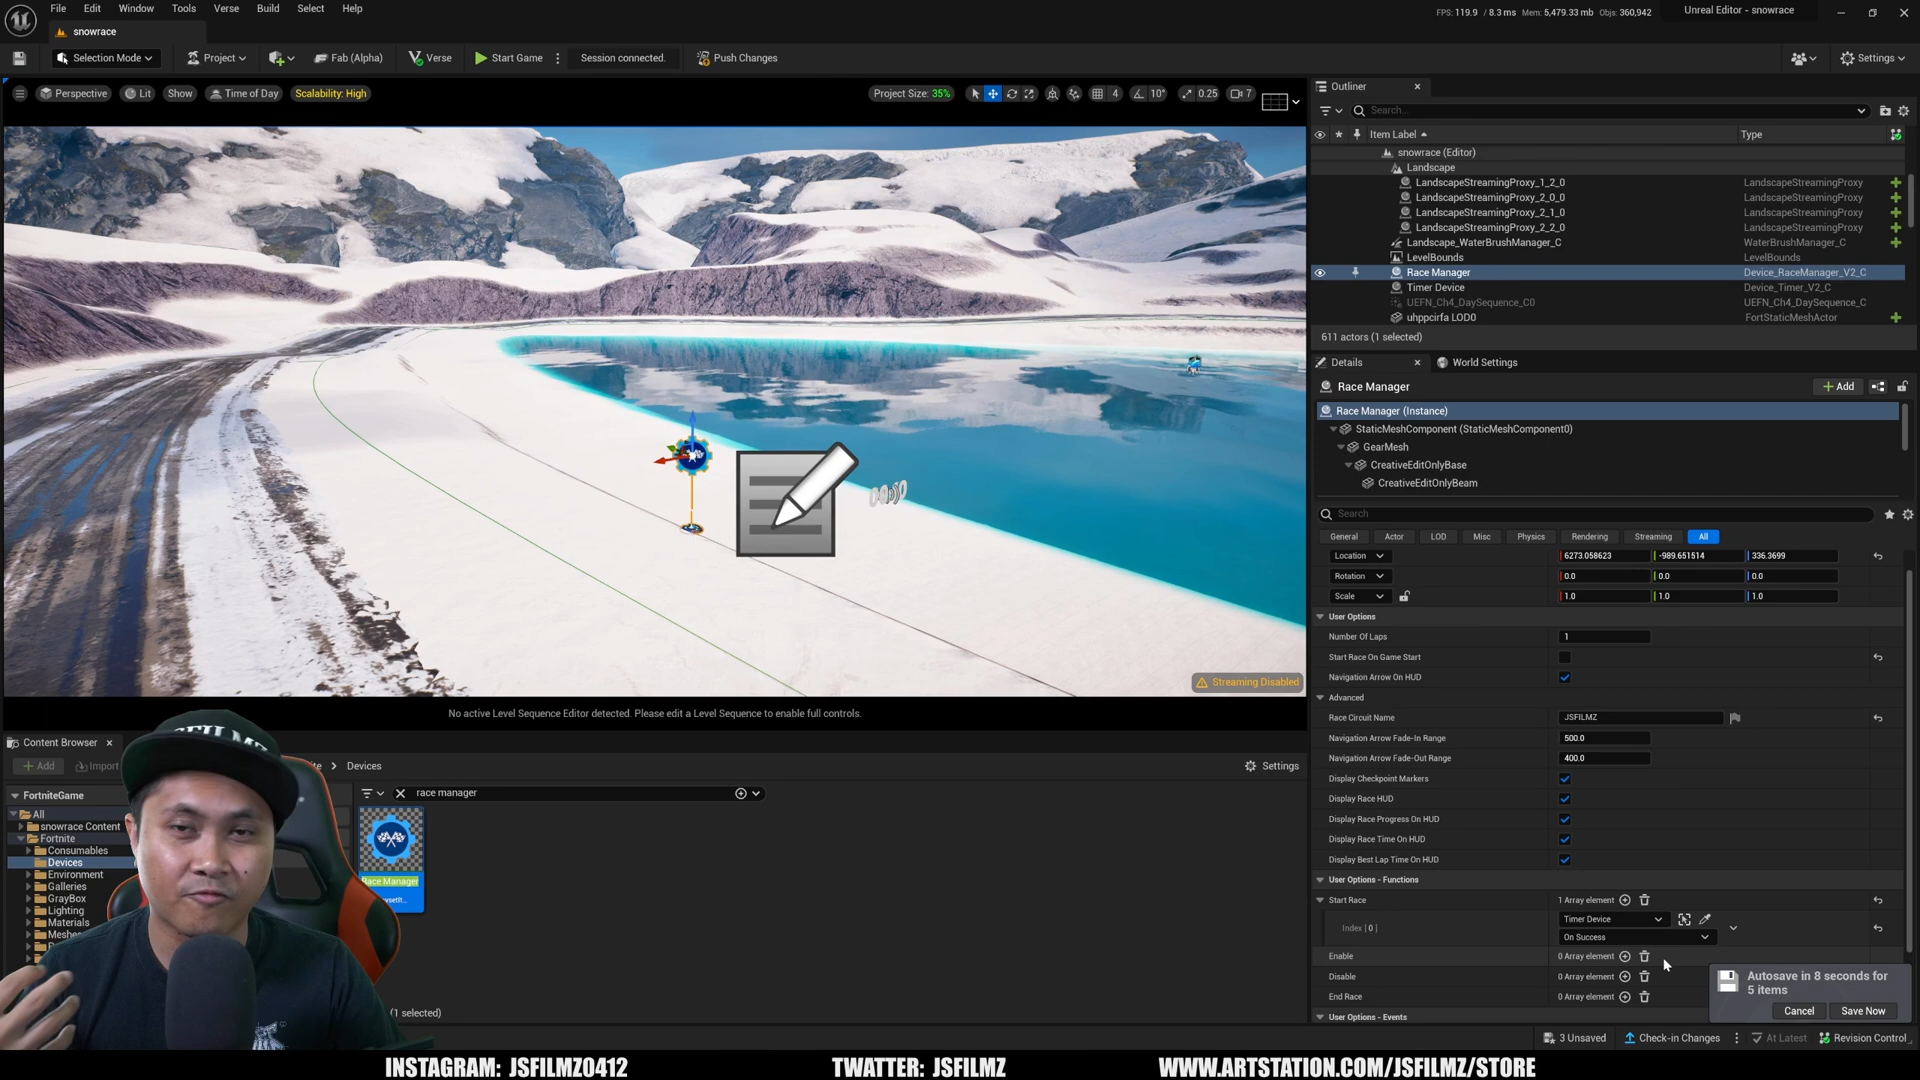 File Edit Window Tools Verse Build Select Help
FPS: 119.9 / 8.3 ms Mem: 5,479.33 mb Objs: 360,942
Unreal Editor - snowrace
snowrace
Selection Mode
Project
Fab (Alpha)
Verse
Start Game
Session connected.
Push Changes
Settings
Perspective
Lit
Show
Time of Day
Scalability: High
Project Size: 35%
4
10°
0.25
7
Outliner
Search...
Item Label
Type
snowrace (Editor)
Landscape
LandscapeStreamingProxy_1_2_0 LandscapeStreamingProxy
LandscapeStreamingProxy_2_0_0 LandscapeStreamingProxy
LandscapeStreamingProxy_2_1_0 LandscapeStreamingProxy
LandscapeStreamingProxy_2_2_0 LandscapeStreamingProxy
Landscape_WaterBrushManager_C WaterBrushManager_C
LevelBounds LevelBounds
Race Manager Device_RaceManager_V2_C
Timer Device Device_Timer_V2_C
UEFN_Ch4_DaySequence_C0 UEFN_Ch4_DaySequence_C
uhppcirfa LOD0 FortStaticMeshActor
611 actors (1 selected)
Details
World Settings
Race Manager
Add
Race Manager (Instance)
StaticMeshComponent (StaticMeshComponent0)
GearMesh
CreativeEditOnlyBase
CreativeEditOnlyBeam
Search
General Actor LOD Misc Physics Rendering Streaming All
Location 6273.058623 -989.651514 336.3699
Rotation 0.0 0.0 0.0
Scale 1.0 1.0 1.0
User Options
Number Of Laps 1
Start Race On Game Start
Navigation Arrow On HUD
Advanced
Race Circuit Name JSFILMZ
Navigation Arrow Fade-In Range 500.0
Navigation Arrow Fade-Out Range 400.0
Display Checkpoint Markers
Display Race HUD
Display Race Progress On HUD
Display Race Time On HUD
Display Best Lap Time On HUD
User Options - Functions
Start Race 1 Array element
Index [ 0 ]
Timer Device
On Success
Enable 0 Array element
Disable 0 Array element
End Race 0 Array element
User Options - Events
Autosave in 8 seconds for
5 items
Cancel
Save Now
3 Unsaved
Check-in Changes
At Latest
Revision Control
Streaming Disabled
00:30
No active Level Sequence Editor detected. Please edit a Level Sequence to enable full controls.
Content Browser
Add
Import
Devices
Settings
FortniteGame
All
snowrace Content
Fortnite
Consumables
Devices
Environment
Galleries
GrayBox
Lighting
Materials
race manager
Race Manager
(1 selected)
INSTAGRAM: JSFILMZ0412
TWATTER: JSFILMZ
WWW.ARTSTATION.COM/JSFILMZ/STORE